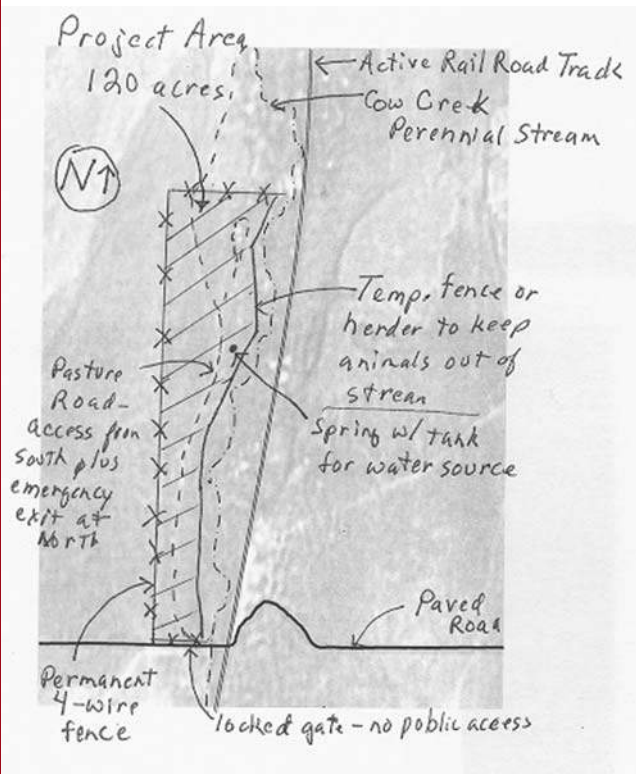 Project Area
120 acres
Active Rail Road Track
Cow Creek
Perennial Stream
N↑
Temp. fence or
herder to keep
animals out of
stream
Pasture
Road-
access from
South plus
emergency
exit at
North
Spring w/ tank
for water source
Paved
Road
Permanent
4-wire
fence
locked gate - no public access